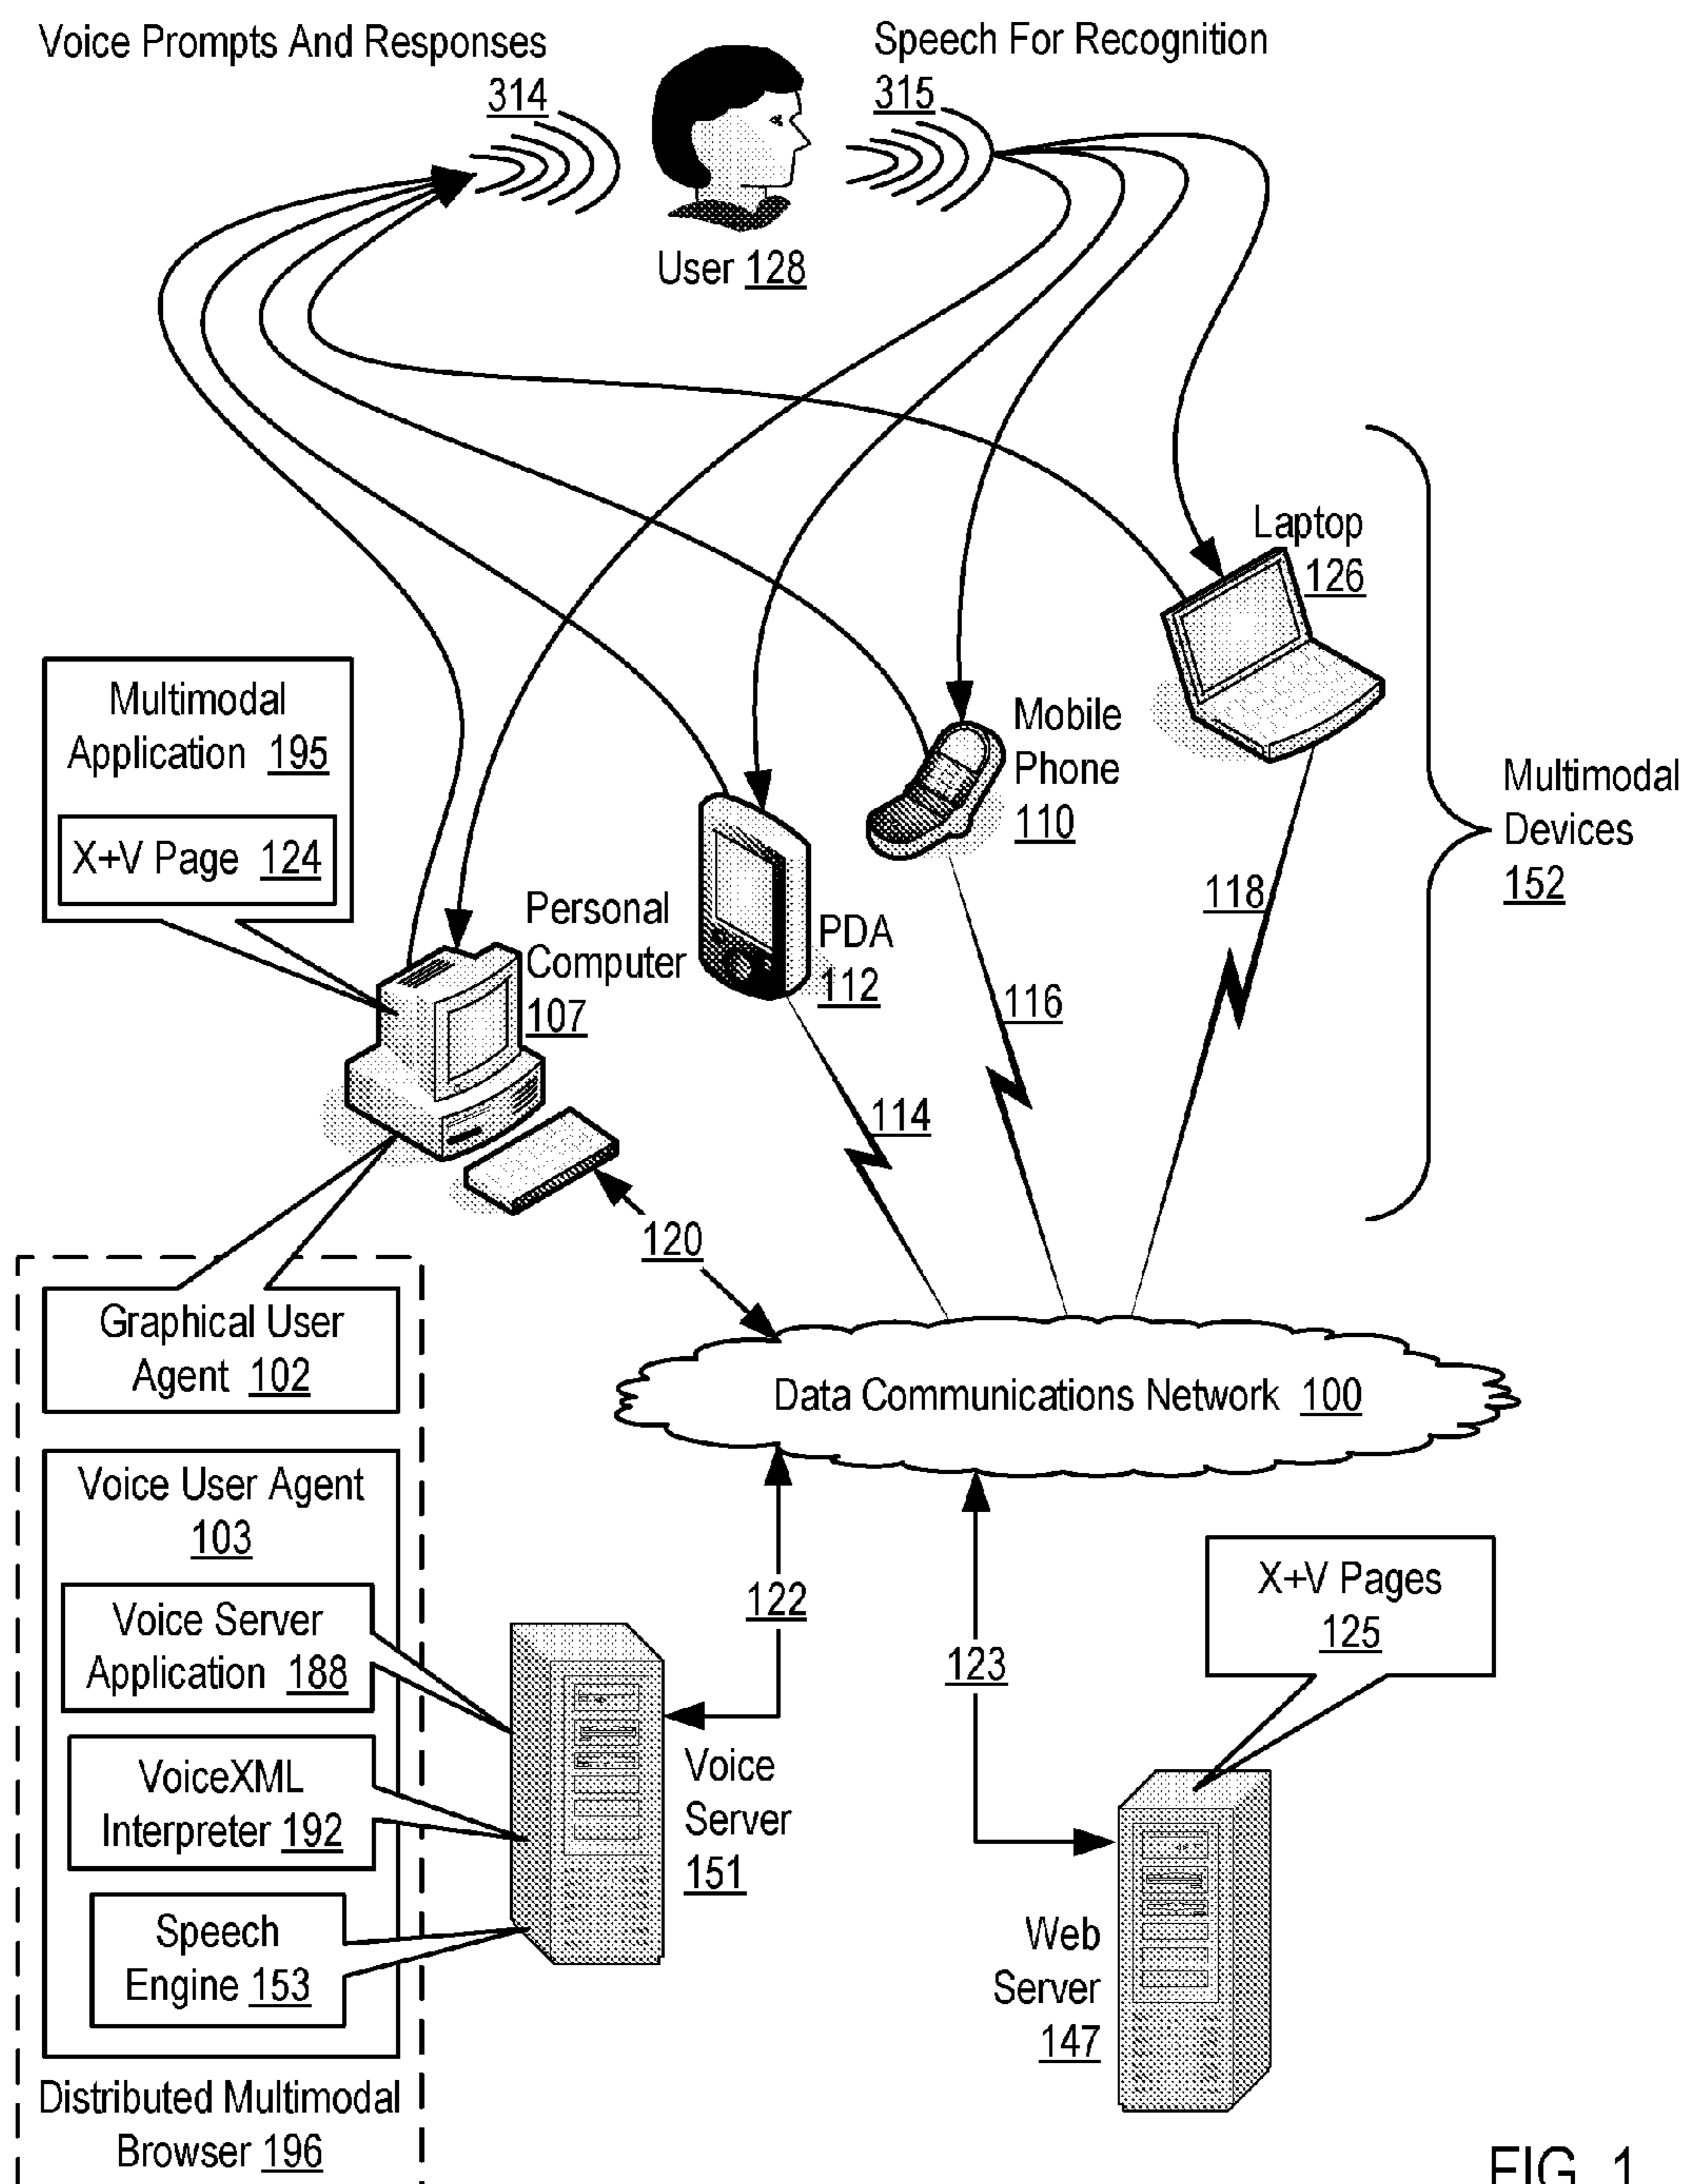 Voice Prompts And Responses
314
Speech For Recognition
315
User 128
Laptop
126
Multimodal
Application 195
X+V Page 124
Mobile
Phone
110
Multimodal
Devices
152
Personal
Computer
107
PDA
112
118
116
114
120
Graphical User
Agent 102
Data Communications Network 100
Voice User Agent
103
Voice Server
Application 188
VoiceXML
Interpreter 192
Speech
Engine 153
Distributed Multimodal
Browser 196
122
123
X+V Pages
125
Voice
Server
151
Web
Server
147
FIG. 1